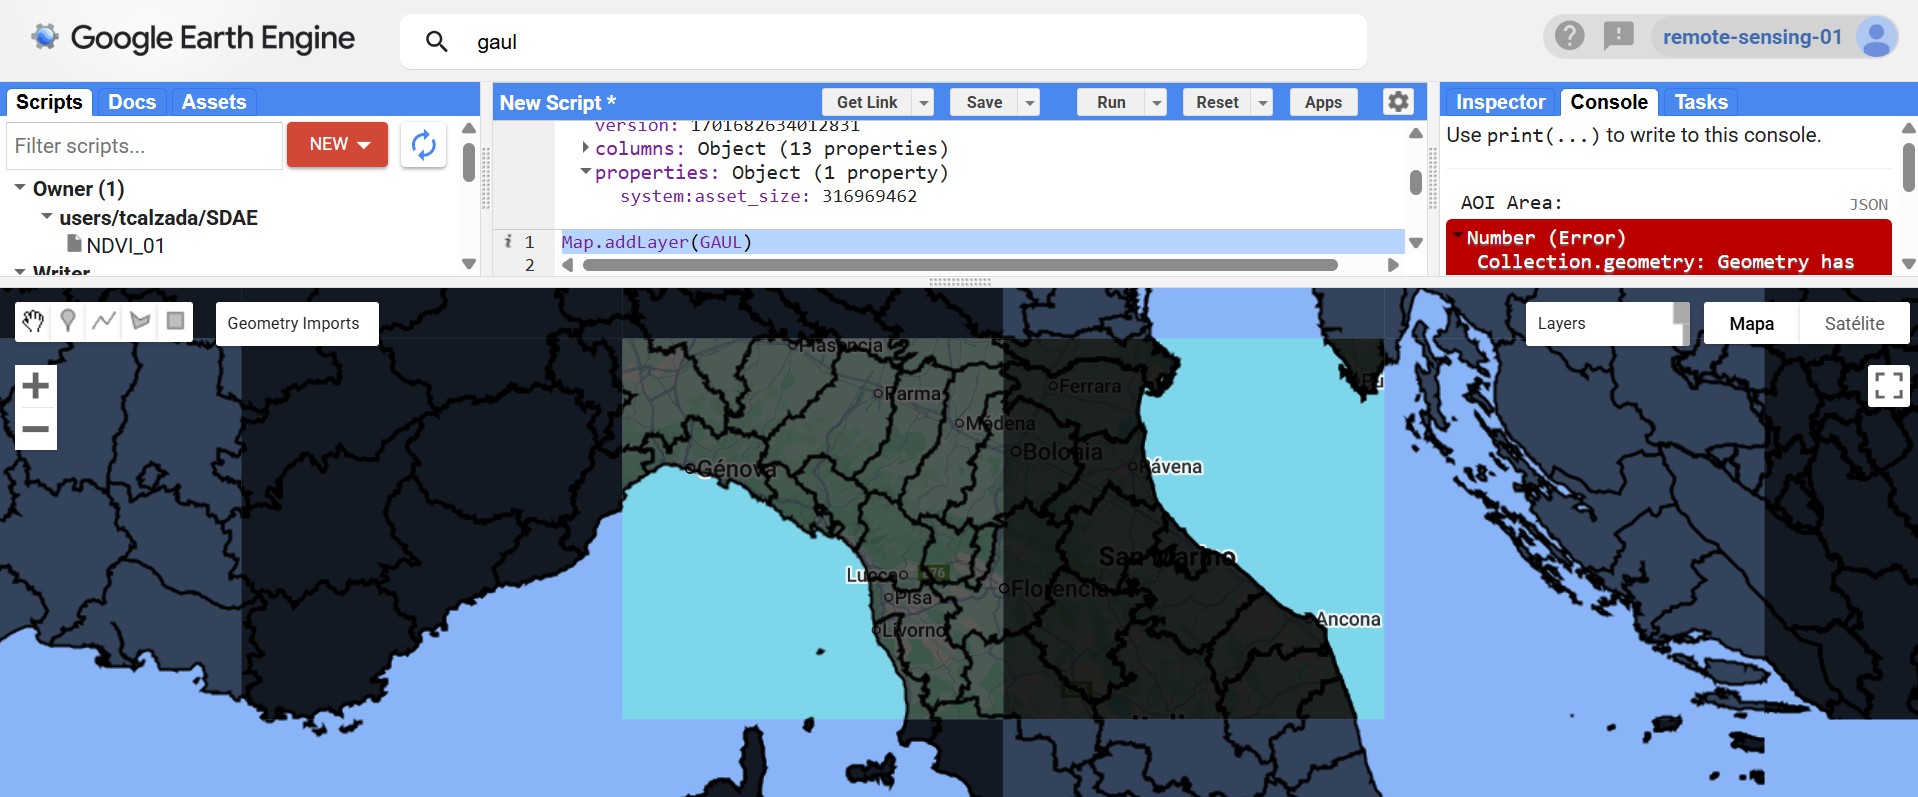 Google Earth Engine
gaul
remote-sensing-01
Scripts Docs Assets
New Script *
Get Link Save Run Reset Apps
Inspector Console Tasks
Filter scripts...
NEW
Owner (1)
users/tcalzada/SDAE
NDVI_01
Writer
version: 1701682634012831
columns: Object (13 properties)
properties: Object (1 property)
system:asset_size: 316969462
i 1 Map.addLayer(GAUL)
2
Use print(...) to write to this console.
AOI Area: JSON
Number (Error)
Collection.geometry: Geometry has
Geometry Imports
Layers
Mapa Satélite
Piasencia
Parma
Módena
Ferrara
Bolonia
Génova
Rávena
San Marino
Lucca
E76
Pisa
Florencia
Livorno
Ancona